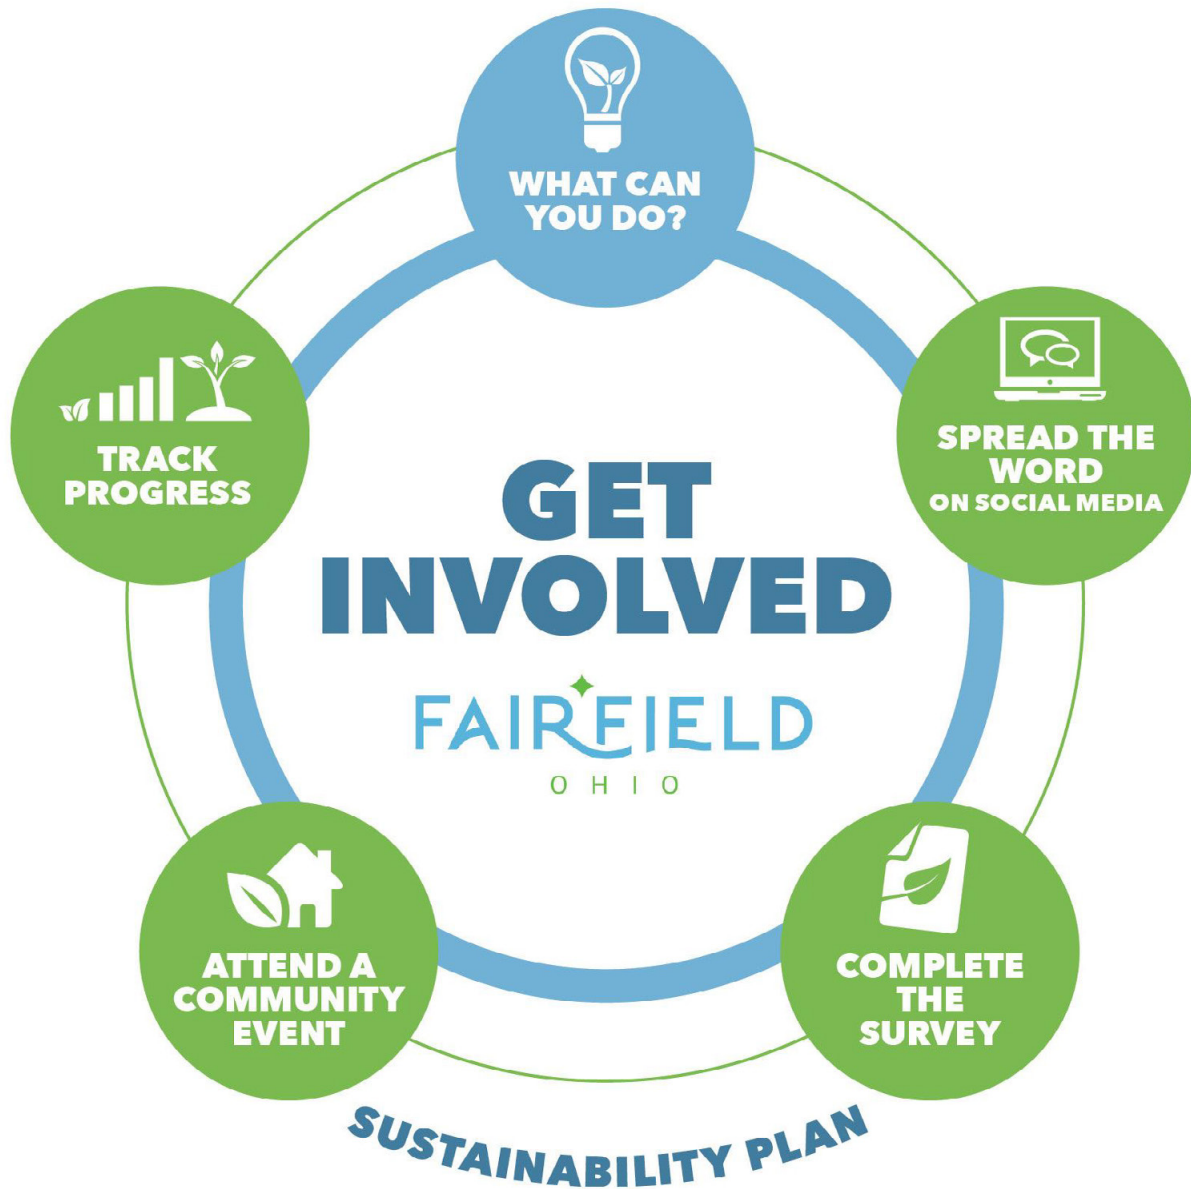 WHAT CAN
YOU DO?
SPREAD THE
WORD
ON SOCIAL MEDIA
COMPLETE
THE
SURVEY
ATTEND A
COMMUNITY
EVENT
TRACK
PROGRESS
GET
INVOLVED
FAIRFIELD
OHIO
SUSTAINABILITY PLAN